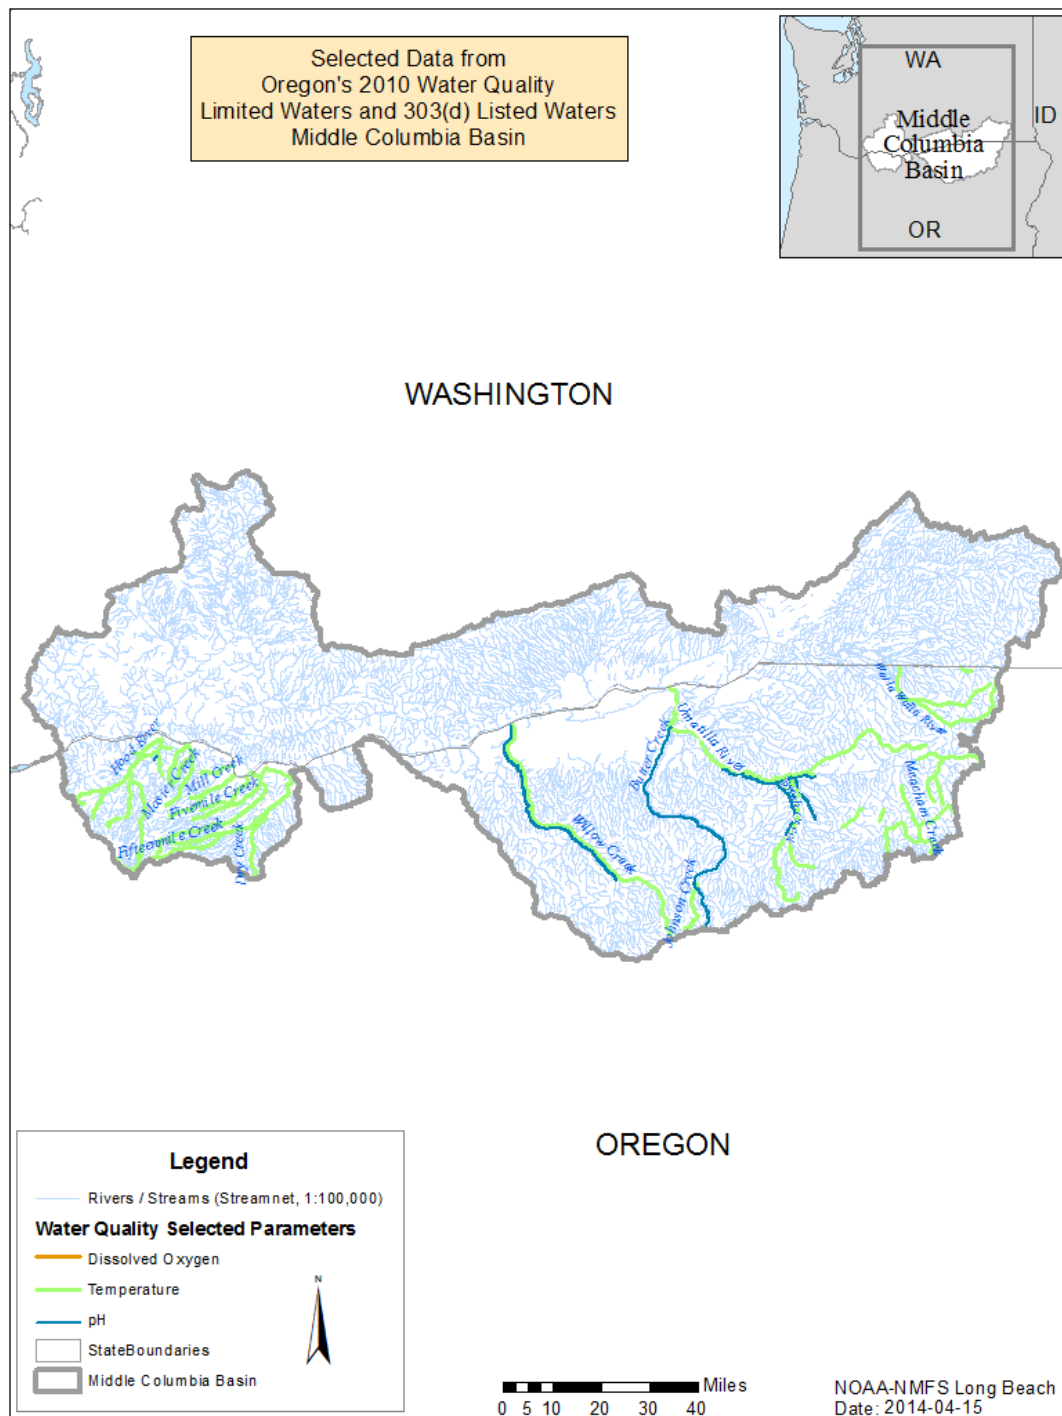 Selected Data from
Oregon's 2010 Water Quality
Limited Waters and 303(d) Listed Waters
Middle Columbia Basin
WA
ID
Middle
Columbia
Basin
OR
WASHINGTON
Walla Walla River
Hood River
Mosier Creek
Mill Creek
Fivemile Creek
Fifteenmile Creek
Dry Creek
Umatilla River
Butter Creek
Meacham Creek
Willow Creek
Johnson Creek
OREGON
Legend
Rivers / Streams (Streamnet, 1:100,000)
Water Quality Selected Parameters
Dissolved Oxygen
Temperature
pH
StateBoundaries
Middle Columbia Basin
N
Miles
0 5 10 20 30 40
NOAA-NMFS Long Beach
Date: 2014-04-15